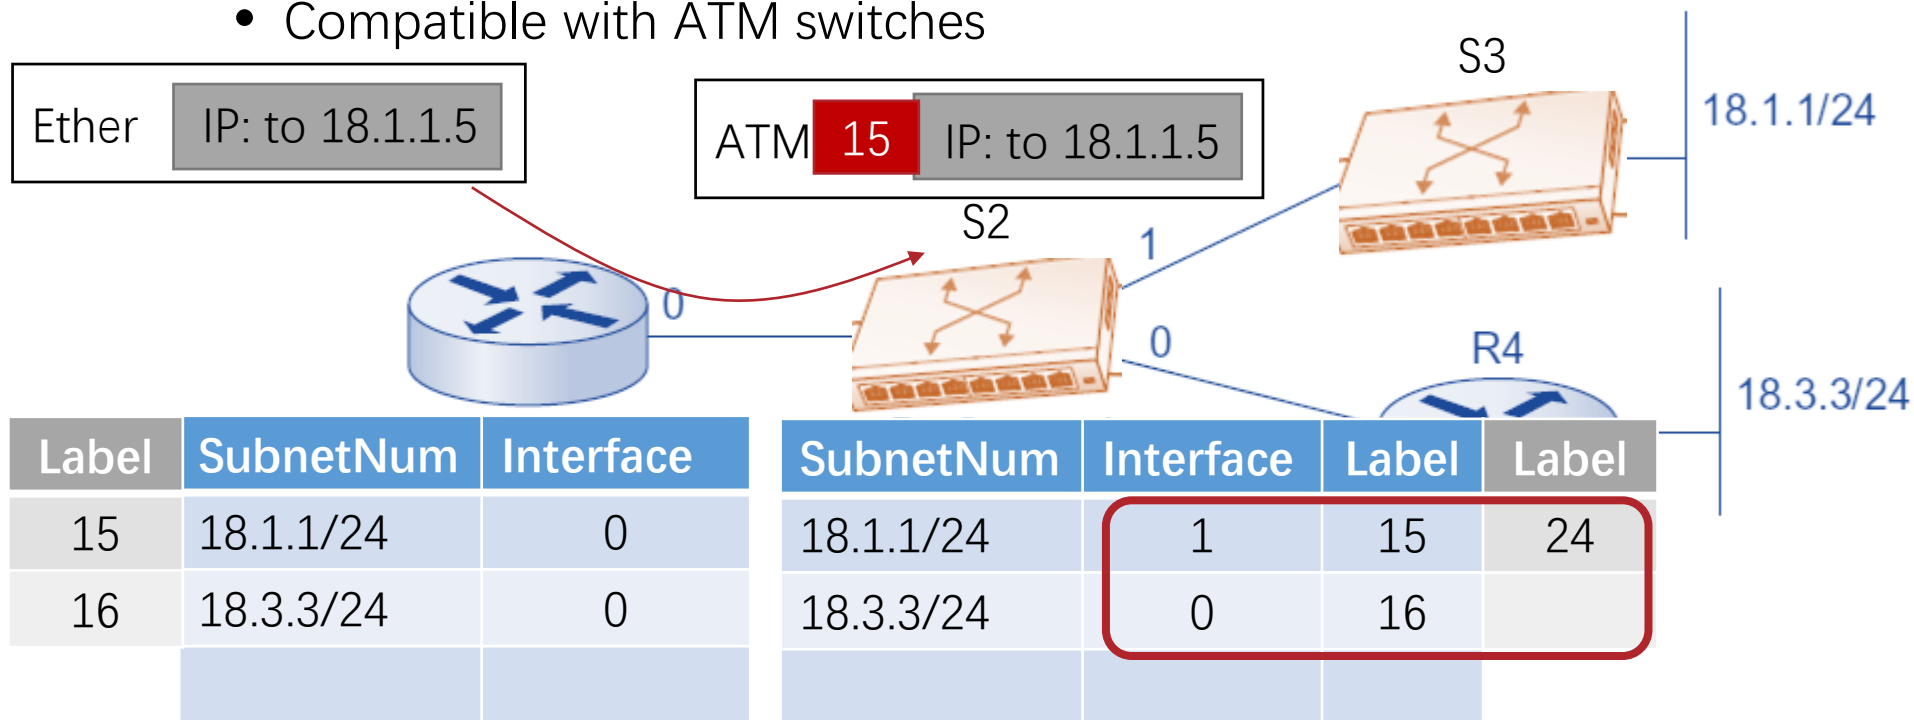 • Compatible with ATM switches
S3
Ether IP: to 18.1.1.5
ATM 15 IP: to 18.1.1.5
18.1.1/24
S2
1
0
0
R4
18.3.3/24
Label SubnetNum Interface
15 18.1.1/24 0
16 18.3.3/24 0
SubnetNum Interface Label Label
18.1.1/24 1 15 24
18.3.3/24 0 16